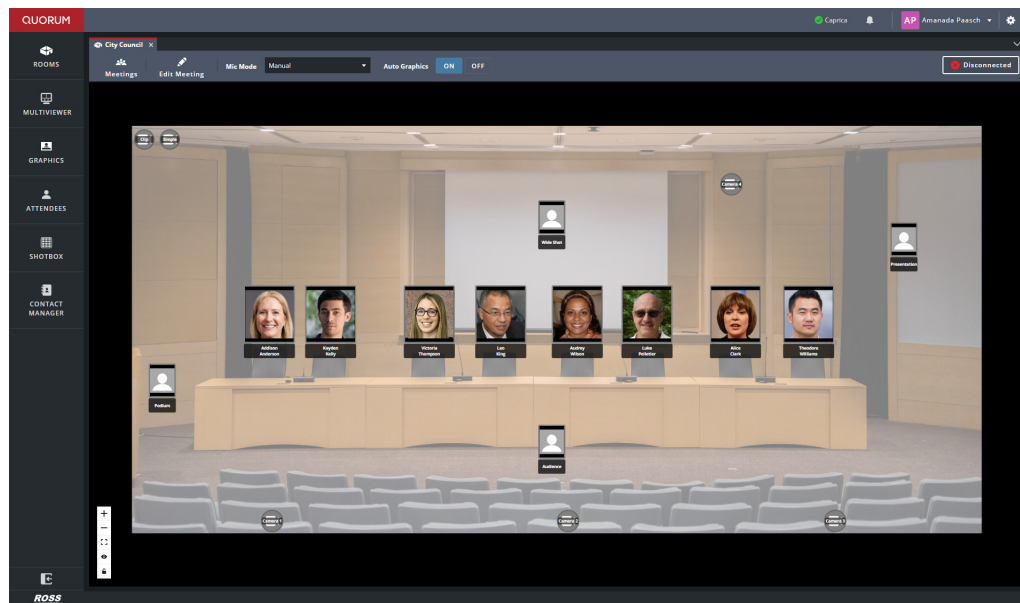 QUORUM
Caprica
AP Amanada Paasch
ROOMS
MULTIVIEWER
GRAPHICS
ATTENDEES
SHOTBOX
CONTACT
MANAGER
ROSS
City Council ×
Meetings
Edit Meeting
Mic Mode Manual
Auto Graphics ON OFF
Disconnected
Clip
Simple
Camera 4
Wide Shot
Presentation
Addison
Anderson
Kayden
Kelly
Victoria
Thompson
Leo
King
Audrey
Wilson
Luke
Pelletier
Alice
Clark
Theodore
Williams
Podium
Audience
Camera 1
Camera 2
Camera 3